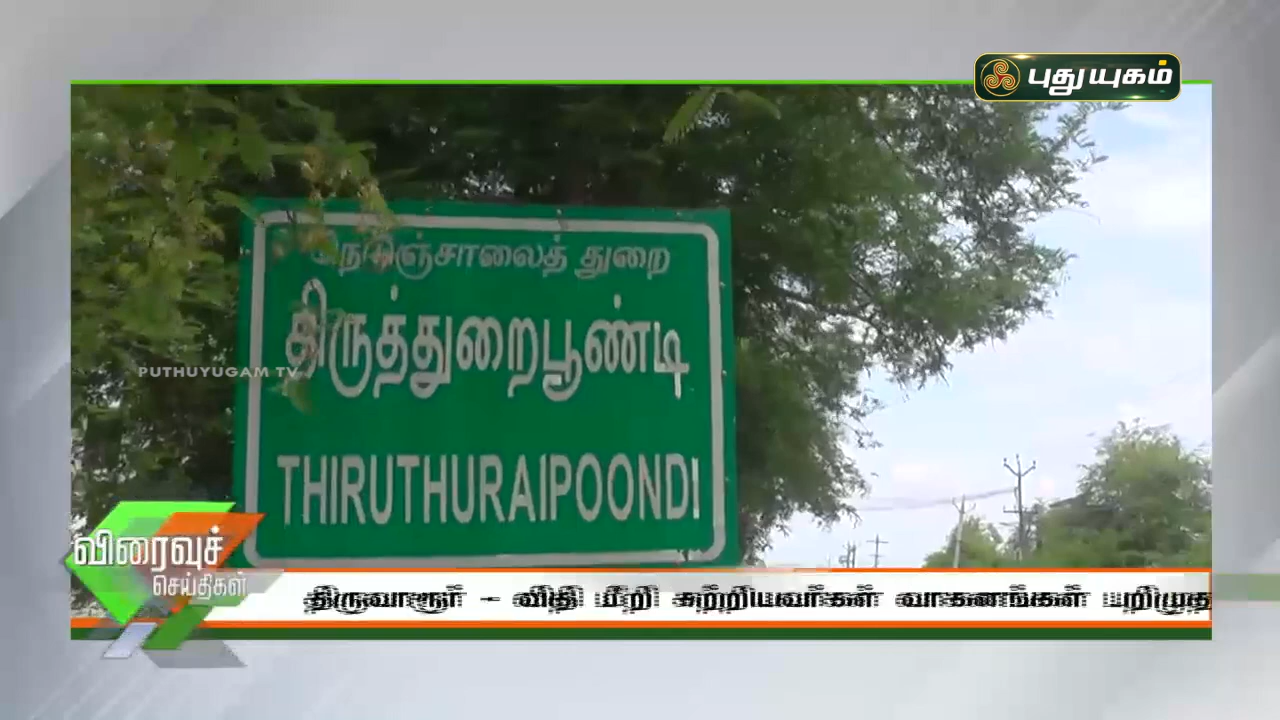 புதுயுகம்
நெடுஞ்சாலைத் துறை
திருத்துறைபூண்டி
PUTHUYUGAM TV
THIRUTHURAIPOONDI
விரைவுச்
செய்திகள்
திருவாரூர் - விதி மீறி சுற்றியவர்கள் வாகனங்கள் பறிமுத